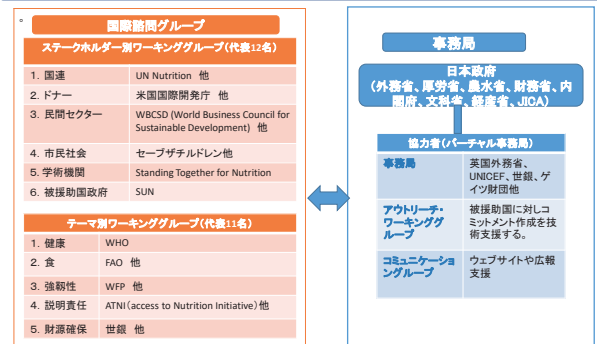 国際諮問グループ
ステークホルダー別ワーキンググループ(代表12名)
1. 国連 UN Nutrition 他
2. ドナー 米国国際開発庁 他
3. 民間セクター WBCSD (World Business Council for
Sustainable Development) 他
4. 市民社会 セーブザチルドレン他
5. 学術機関 Standing Together for Nutrition
6. 被援助国政府 SUN
テーマ別ワーキンググループ(代表11名)
1. 健康 WHO
2. 食 FAO 他
3. 強靭性 WFP 他
4. 説明責任 ATNI(access to Nutrition Initiative)他
5. 財源確保 世銀 他
事務局
日本政府
(外務省、厚労省、農水省、財務省、内
閣府、文科省、経産省、JICA)
協力者(バーチャル事務局)
事務局 英国外務省、
UNICEF、世銀、ゲ
イツ財団他
アウトリーチ・
ワーキンググ
ループ
被援助国に対しコ
ミットメント作成を技
術支援する。
コミュニケーショ
ングループ
ウェブサイトや広報
支援